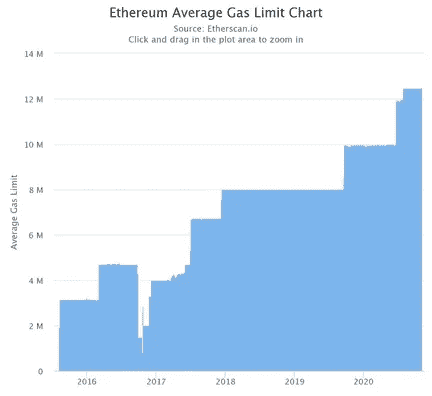 Ethereum Average Gas Limit Chart
Source: Etherscan.io
Click and drag in the plot area to zoom in
14 M
12 M
10 M
8 M
6 M
4 M
2 M
0
Average Gas Limit
2016 2017 2018 2019 2020